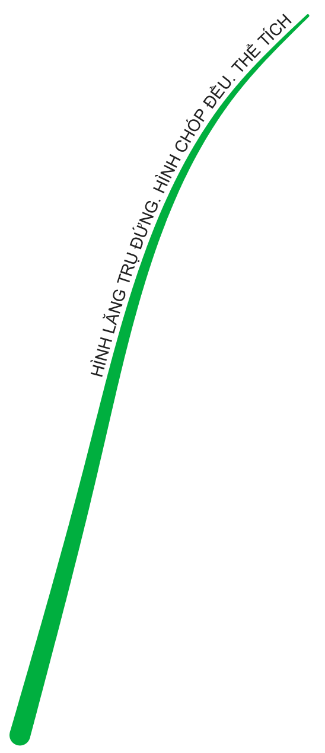 HÌNH LĂNG TRỤ ĐỨNG. HÌNH CHÓP ĐỀU. THỂ TÍCH